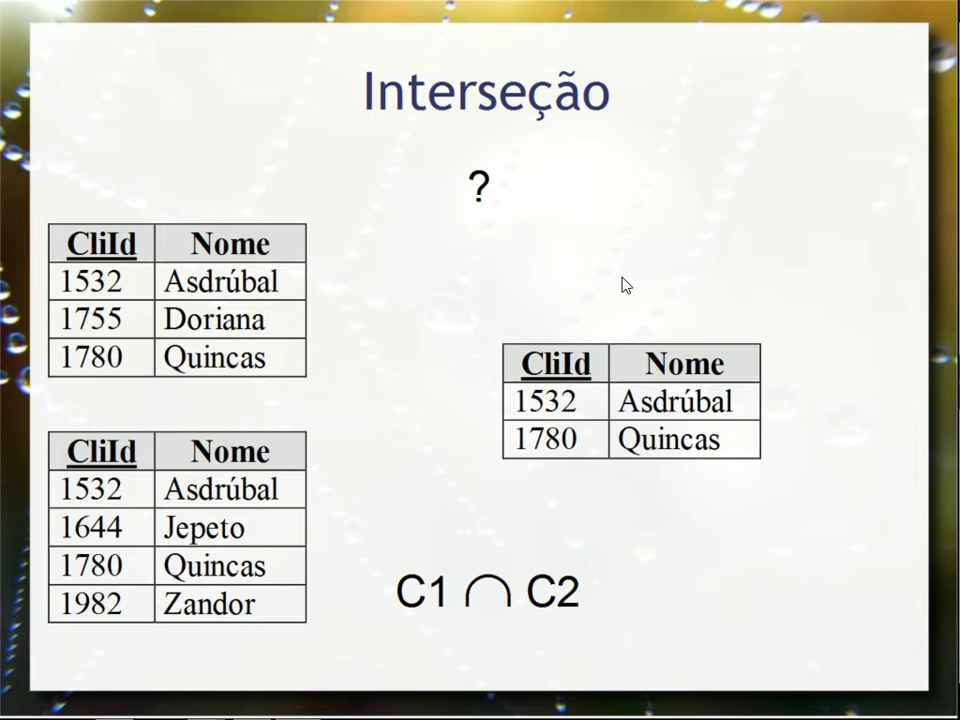 Interseção
?
CliId Nome
1532 Asdrúbal
1755 Doriana
1780 Quincas
CliId Nome
1532 Asdrúbal
1780 Quincas
CliId Nome
1532 Asdrúbal
1644 Jepeto
1780 Quincas
1982 Zandor
C1 ∩ C2